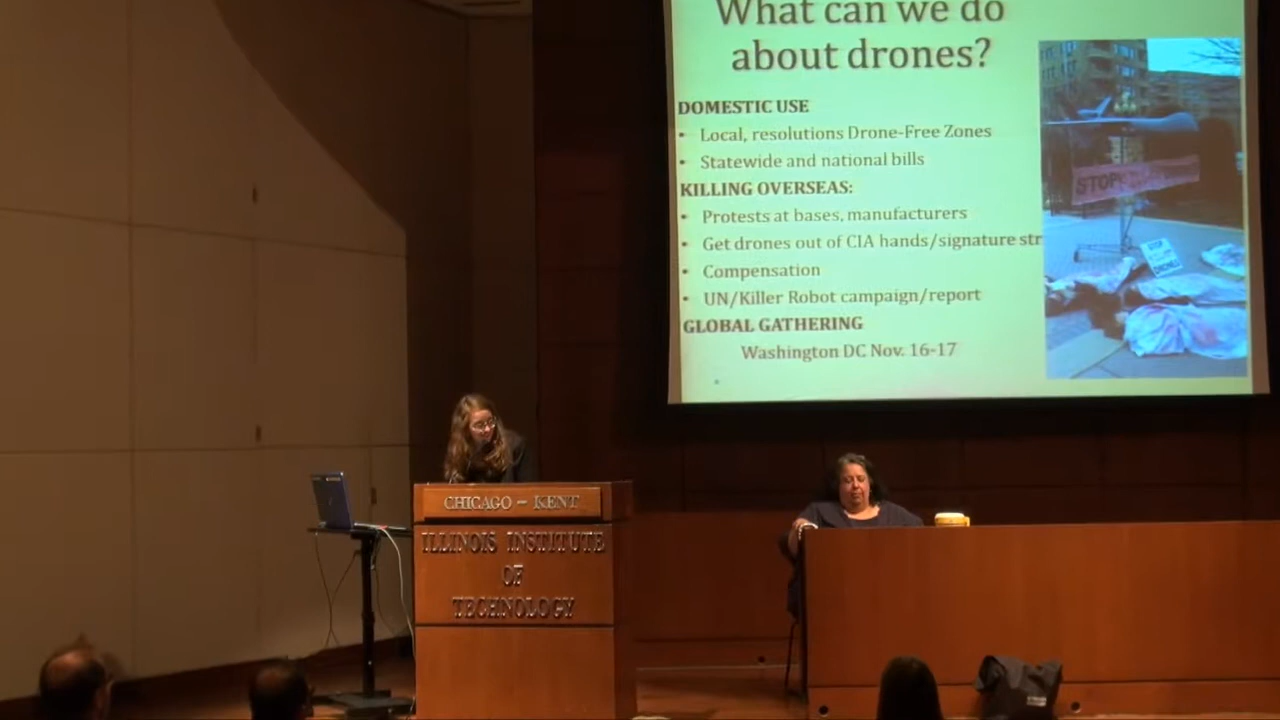 What can we do
about drones?
DOMESTIC USE
• Local, resolutions Drone-Free Zones
• Statewide and national bills
KILLING OVERSEAS:
• Protests at bases, manufacturers
• Get drones out of CIA hands/signature str
• Compensation
• UN/Killer Robot campaign/report
GLOBAL GATHERING
Washington DC Nov. 16-17
STOP
STOP
CHICAGO - KENT
ILLINOIS INSTITUTE
OF
TECHNOLOGY